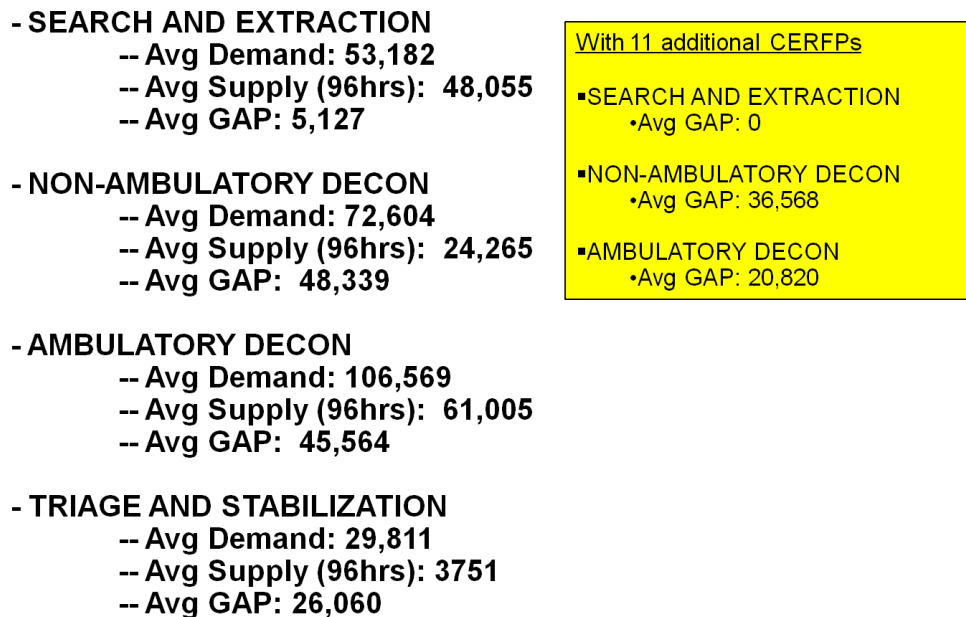 - SEARCH AND EXTRACTION
-- Avg Demand: 53,182
-- Avg Supply (96hrs): 48,055
-- Avg GAP: 5,127
- NON-AMBULATORY DECON
-- Avg Demand: 72,604
-- Avg Supply (96hrs): 24,265
-- Avg GAP: 48,339
- AMBULATORY DECON
-- Avg Demand: 106,569
-- Avg Supply (96hrs): 61,005
-- Avg GAP: 45,564
- TRIAGE AND STABILIZATION
-- Avg Demand: 29,811
-- Avg Supply (96hrs): 3751
-- Avg GAP: 26,060
With 11 additional CERFPs
▪SEARCH AND EXTRACTION
•Avg GAP: 0
▪NON-AMBULATORY DECON
•Avg GAP: 36,568
▪AMBULATORY DECON
•Avg GAP: 20,820